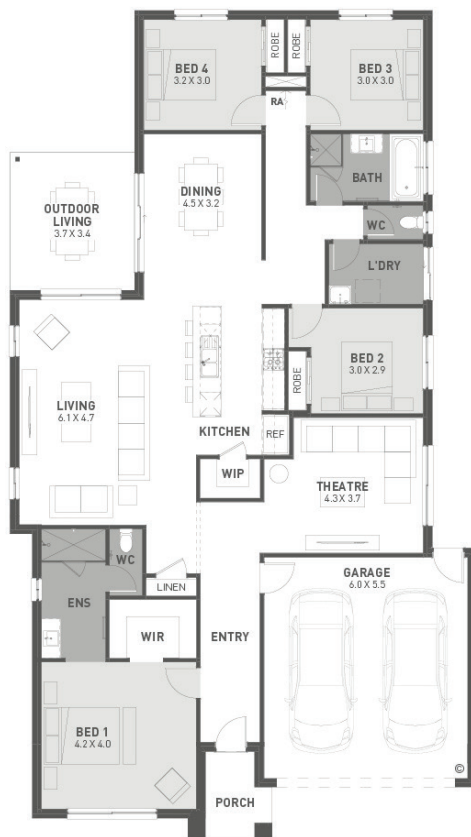 ROBE
ROBE
BED 4
3.2 X 3.0
BED 3
3.0 X 3.0
RA
BATH
DINING
4.5 X 3.2
OUTDOOR
LIVING
3.7 X 3.4
WC
L'DRY
BED 2
3.0 X 2.9
ROBE
LIVING
6.1 X 4.7
KITCHEN
REF
WIP
THEATRE
4.3 X 3.7
WC
LINEN
GARAGE
6.0 X 5.5
ENS
WIR
ENTRY
BED 1
4.2 X 4.0
PORCH
©